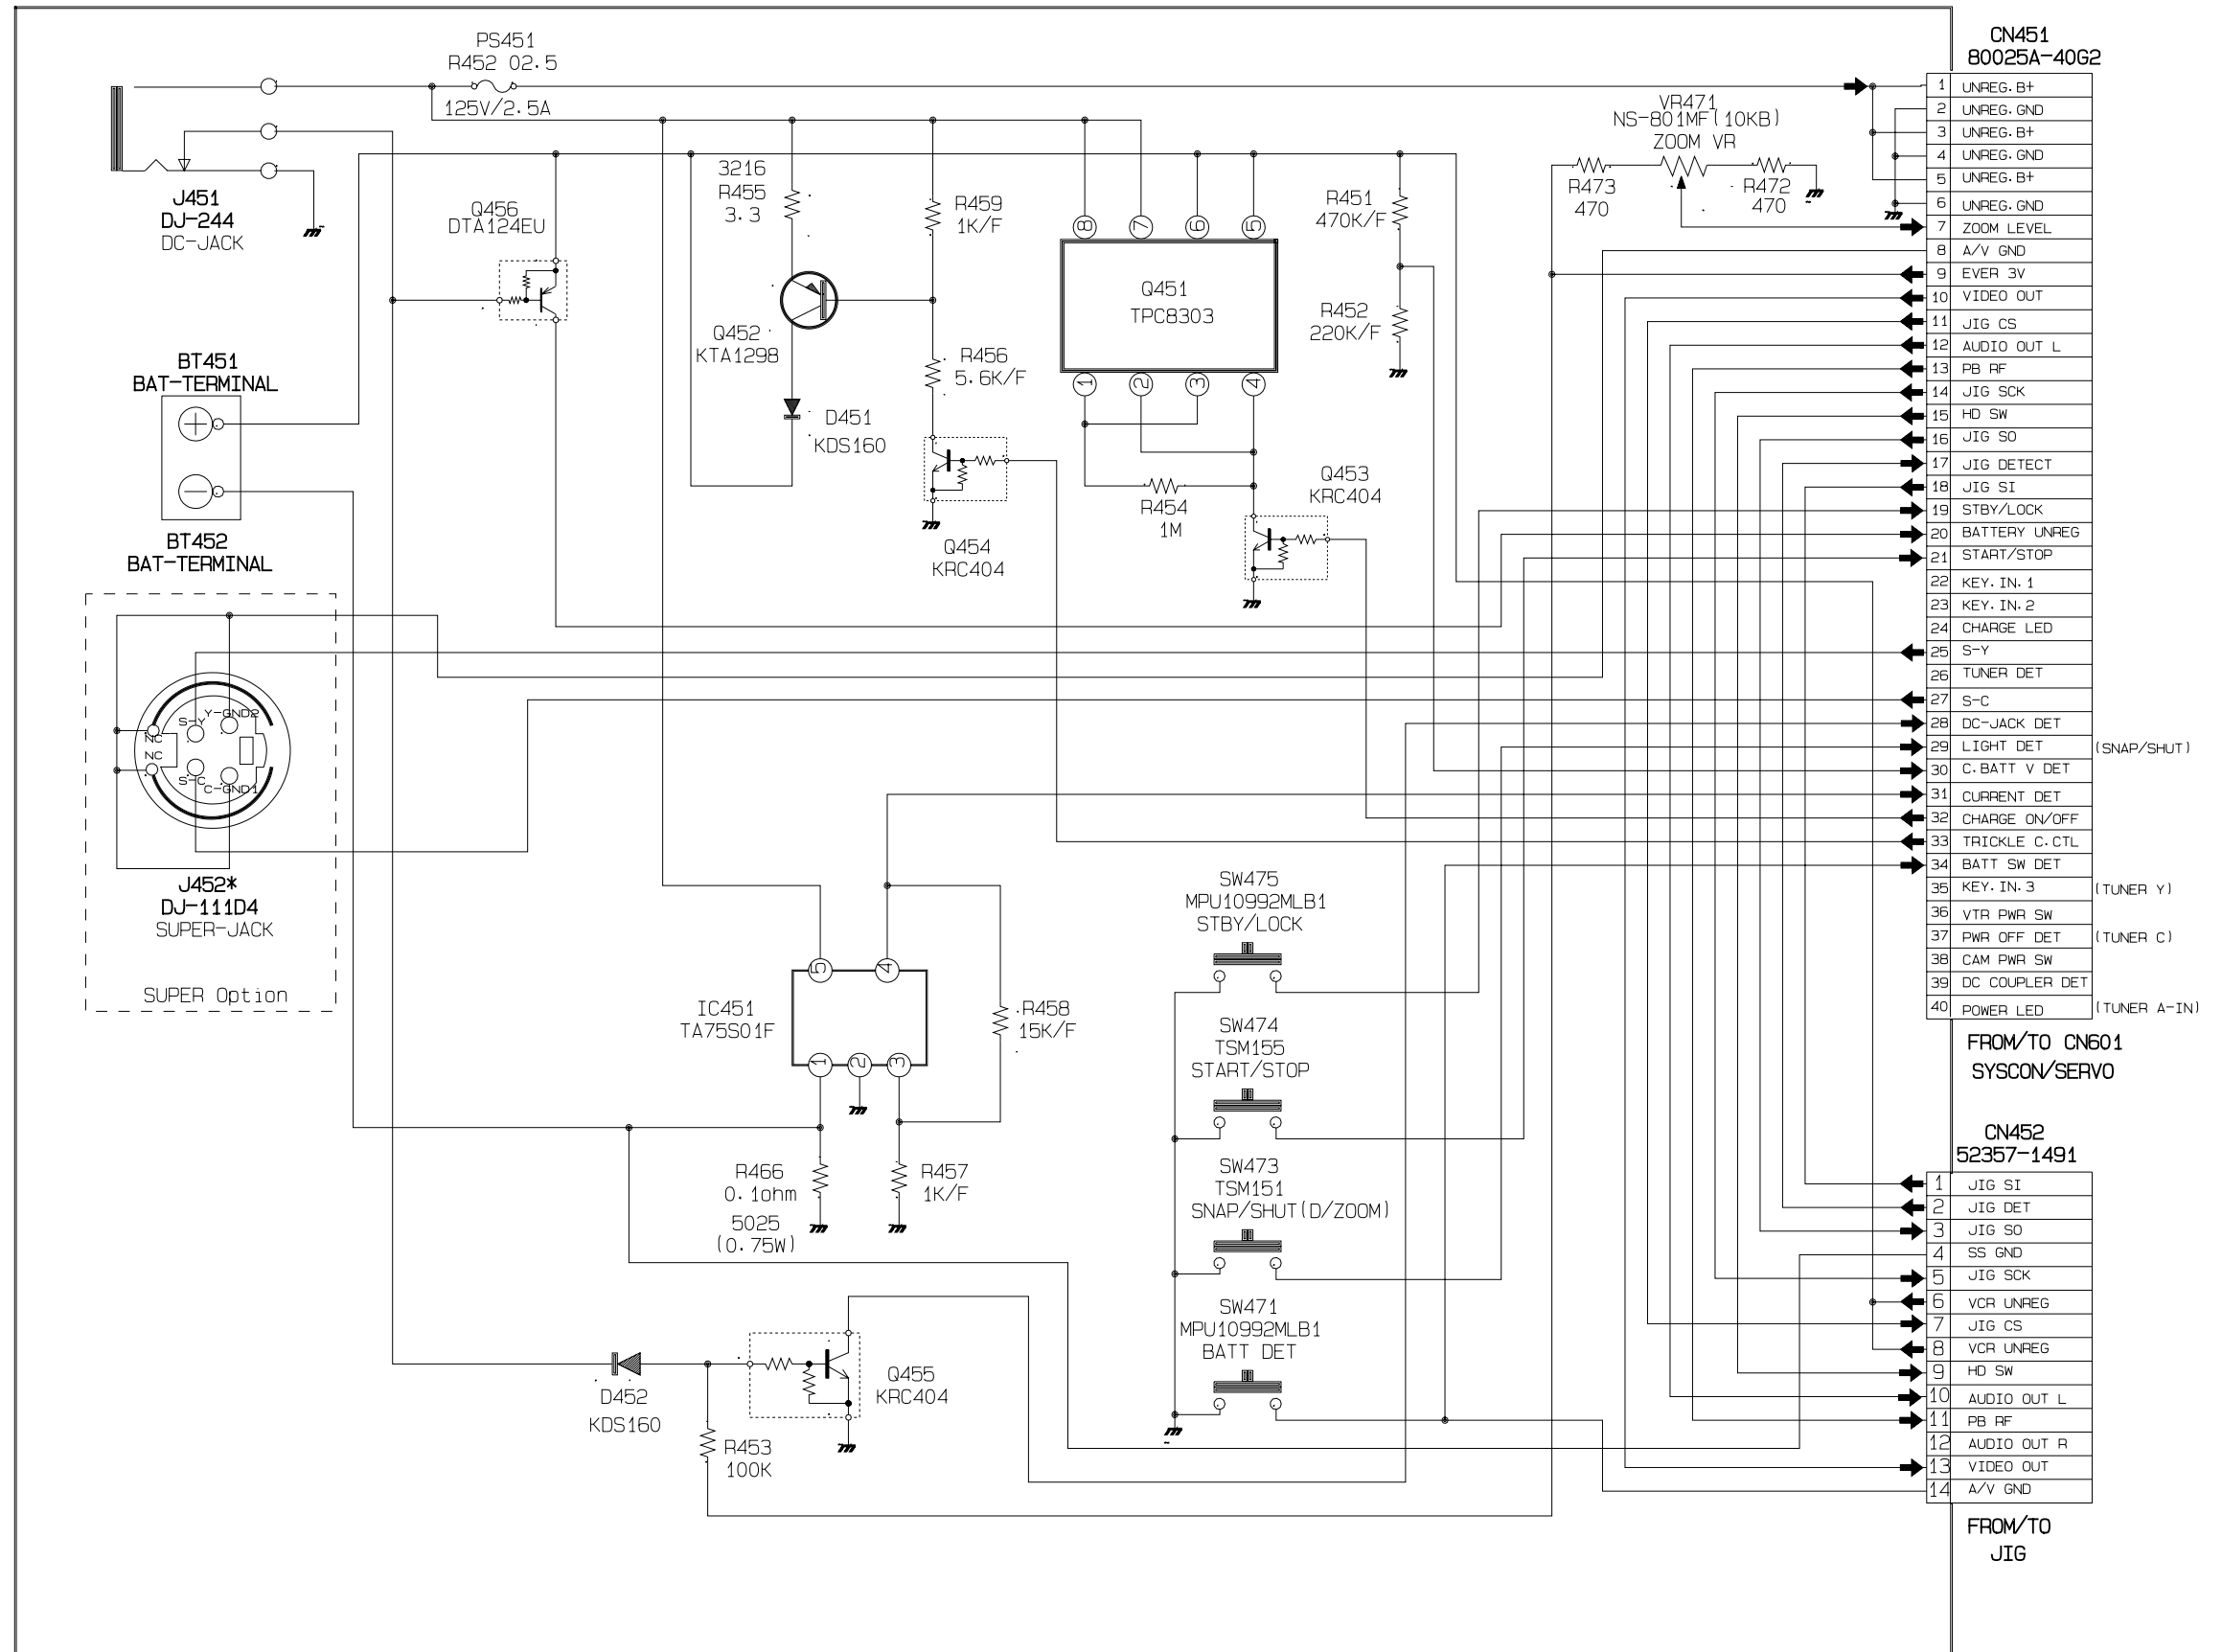 PS451
R452 02.5
125V/2.5A
J451
DJ-244
DC-JACK
Q456
DTA124EU
3216
R455
3.3
R459
1K/F
Q452
KTA1298
R456
5.6K/F
D451
KDS160
Q454
KRC404
8
7
6
5
Q451
TPC8303
1
2
3
4
R454
1M
Q453
KRC404
R451
470K/F
R452
220K/F
VR471
NS-801MF(10KB)
ZOOM VR
R473
470
R472
470
BT451
BAT-TERMINAL
BT452
BAT-TERMINAL
S-Y
Y-GND2
NC
NC
S-C
C-GND1
J452*
DJ-111D4
SUPER-JACK
SUPER Option
5
4
IC451
TA75S01F
1
2
3
R458
15K/F
R466
0.1ohm
5025
(0.75W)
R457
1K/F
D452
KDS160
R453
100K
Q455
KRC404
SW475
MPU10992MLB1
STBY/LOCK
SW474
TSM155
START/STOP
SW473
TSM151
SNAP/SHUT(D/ZOOM)
SW471
MPU10992MLB1
BATT DET
CN451
80025A-40G2
1 UNREG.B+
2 UNREG.GND
3 UNREG.B+
4 UNREG.GND
5 UNREG.B+
6 UNREG.GND
7 ZOOM LEVEL
8 A/V GND
9 EVER 3V
10 VIDEO OUT
11 JIG CS
12 AUDIO OUT L
13 PB RF
14 JIG SCK
15 HD SW
16 JIG SO
17 JIG DETECT
18 JIG SI
19 STBY/LOCK
20 BATTERY UNREG
21 START/STOP
22 KEY.IN.1
23 KEY.IN.2
24 CHARGE LED
25 S-Y
26 TUNER DET
27 S-C
28 DC-JACK DET
29 LIGHT DET (SNAP/SHUT)
30 C.BATT V DET
31 CURRENT DET
32 CHARGE ON/OFF
33 TRICKLE C.CTL
34 BATT SW DET
35 KEY.IN.3 (TUNER Y)
36 VTR PWR SW
37 PWR OFF DET (TUNER C)
38 CAM PWR SW
39 DC COUPLER DET
40 POWER LED (TUNER A-IN)
FROM/TO CN601
SYSCON/SERVO
CN452
52357-1491
1 JIG SI
2 JIG DET
3 JIG SO
4 SS GND
5 JIG SCK
6 VCR UNREG
7 JIG CS
8 VCR UNREG
9 HD SW
10 AUDIO OUT L
11 PB RF
12 AUDIO OUT R
13 VIDEO OUT
14 A/V GND
FROM/TO
JIG